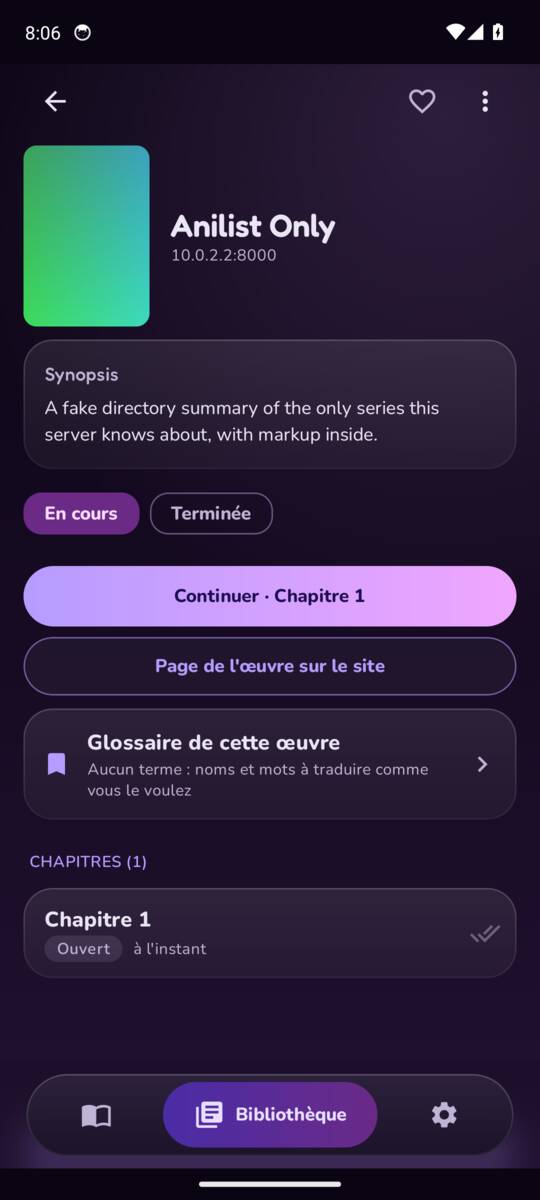 8:06
Anilist Only
10.0.2.2:8000
Synopsis
A fake directory summary of the only series this
server knows about, with markup inside.
En cours
Terminée
Continuer · Chapitre 1
Page de l'œuvre sur le site
Glossaire de cette œuvre
Aucun terme : noms et mots à traduire comme
vous le voulez
CHAPITRES (1)
Chapitre 1
Ouvert à l'instant
Bibliothèque